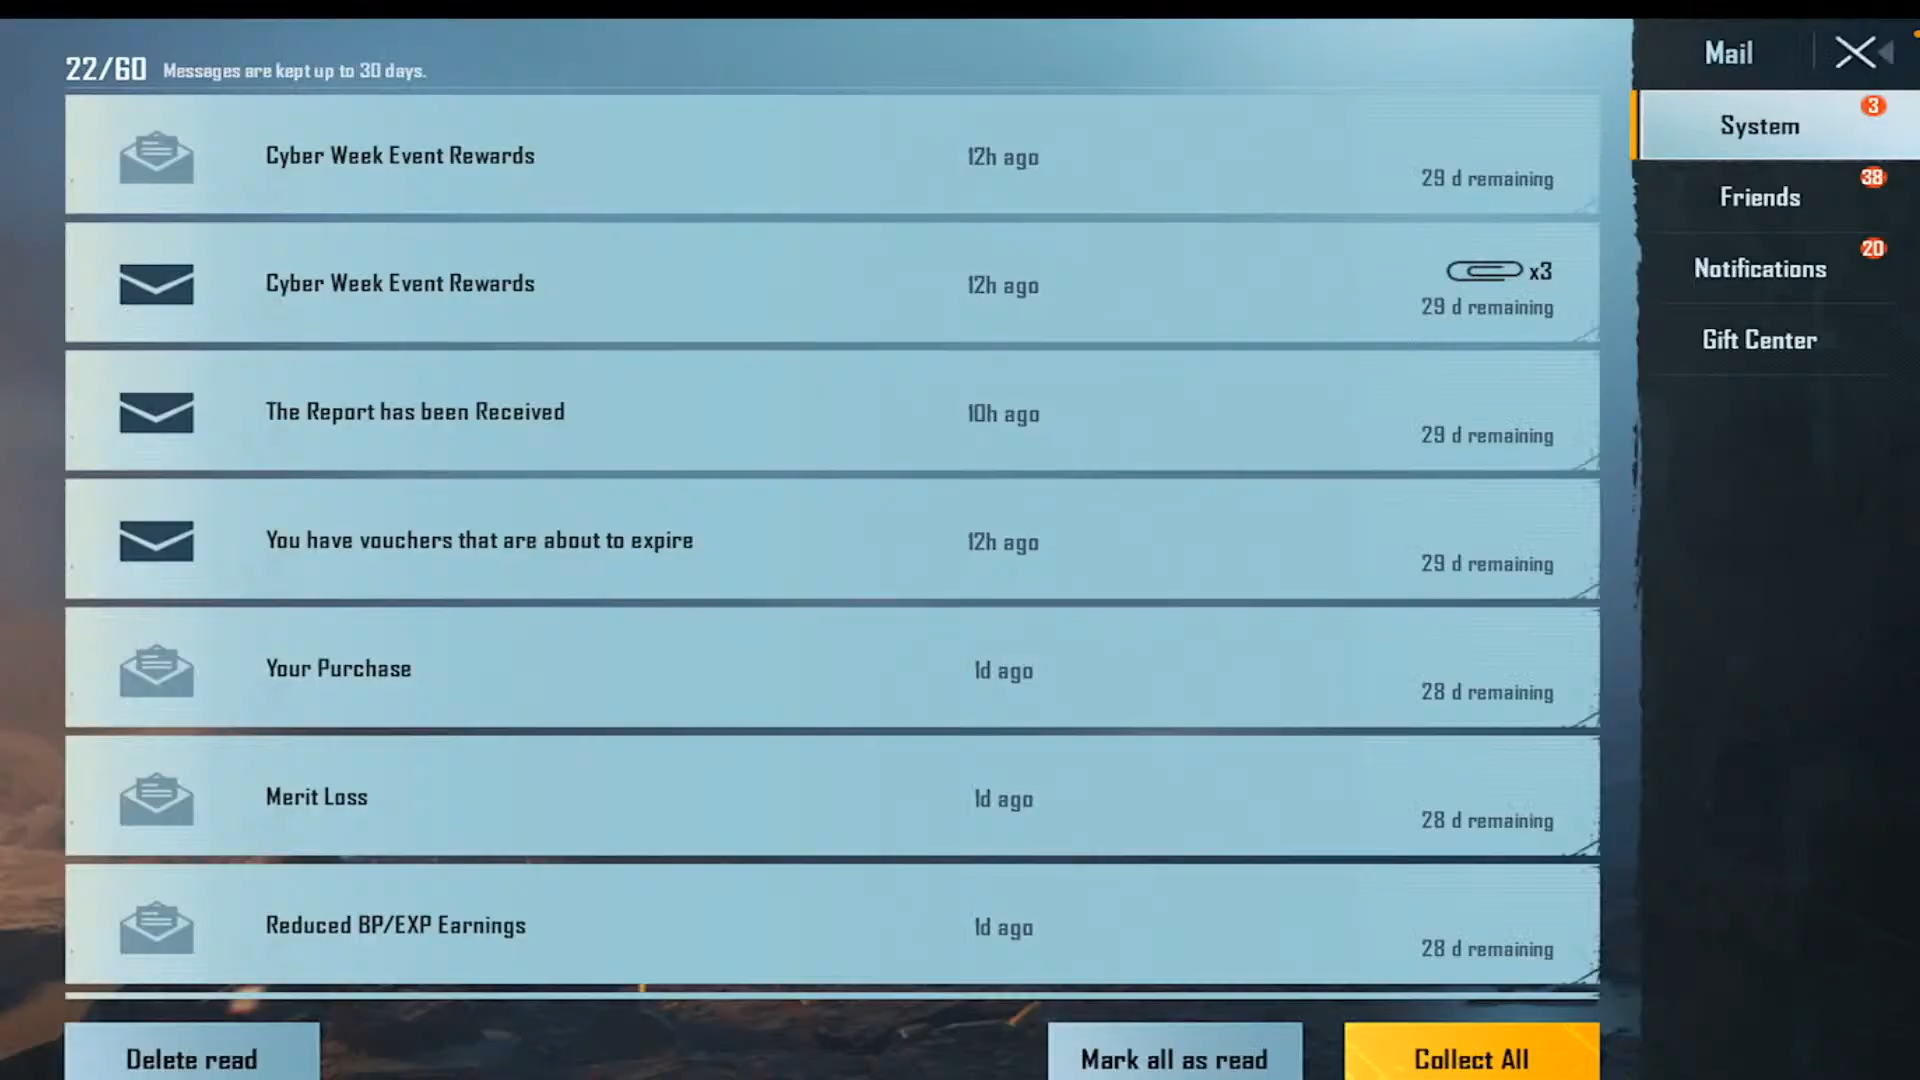 22/60 Messages are kept up to 30 days.
Mail
System 3
Friends 38
Notifications 20
Gift Center
Cyber Week Event Rewards 12h ago 29 d remaining
Cyber Week Event Rewards 12h ago x3 29 d remaining
The Report has been Received 10h ago 29 d remaining
You have vouchers that are about to expire 12h ago 29 d remaining
Your Purchase 1d ago 28 d remaining
Merit Loss 1d ago 28 d remaining
Reduced BP/EXP Earnings 1d ago 28 d remaining
Delete read Mark all as read Collect All